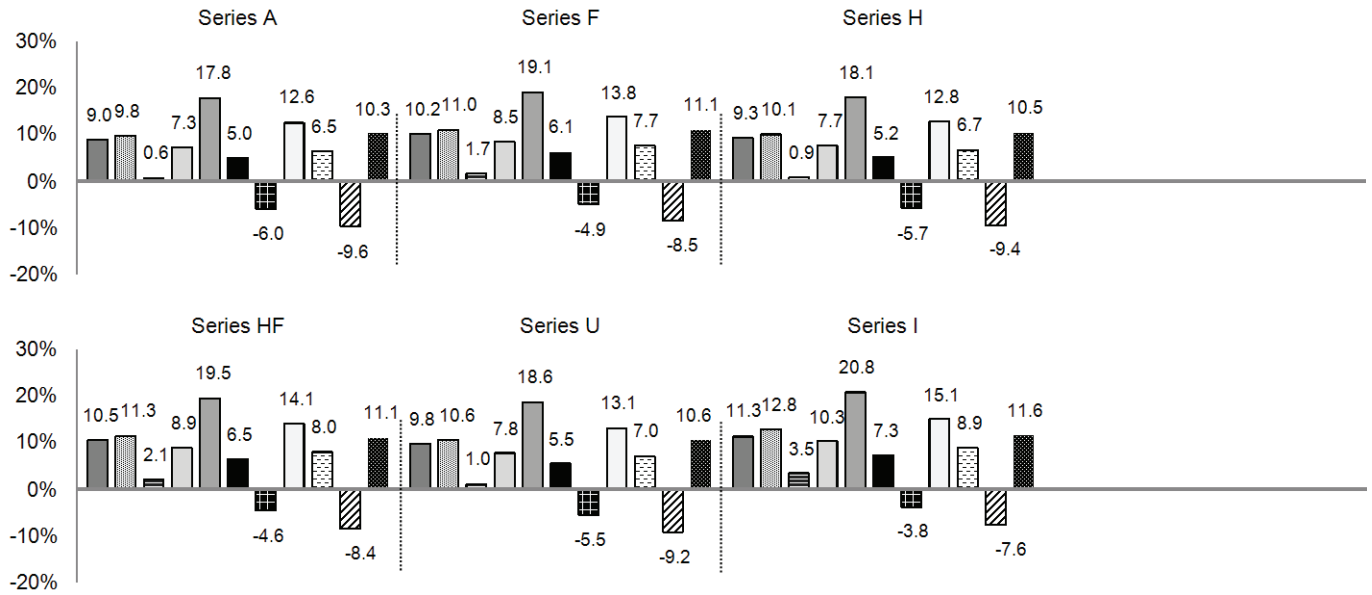 Series A Series F Series H
30%
20%
10%
0%
-10%
-20%
9.0 9.8 0.6 7.3 17.8 5.0 -6.0 12.6 6.5 -9.6 10.3
10.2 11.0 1.7 8.5 19.1 6.1 -4.9 13.8 7.7 -8.5 11.1
9.3 10.1 0.9 7.7 18.1 5.2 -5.7 12.8 6.7 -9.4 10.5
Series HF Series U Series I
30%
20%
10%
0%
-10%
-20%
10.5 11.3 2.1 8.9 19.5 6.5 -4.6 14.1 8.0 -8.4 11.1
9.8 10.6 1.0 7.8 18.6 5.5 -5.5 13.1 7.0 -9.2 10.6
11.3 12.8 3.5 10.3 20.8 7.3 -3.8 15.1 8.9 -7.6 11.6